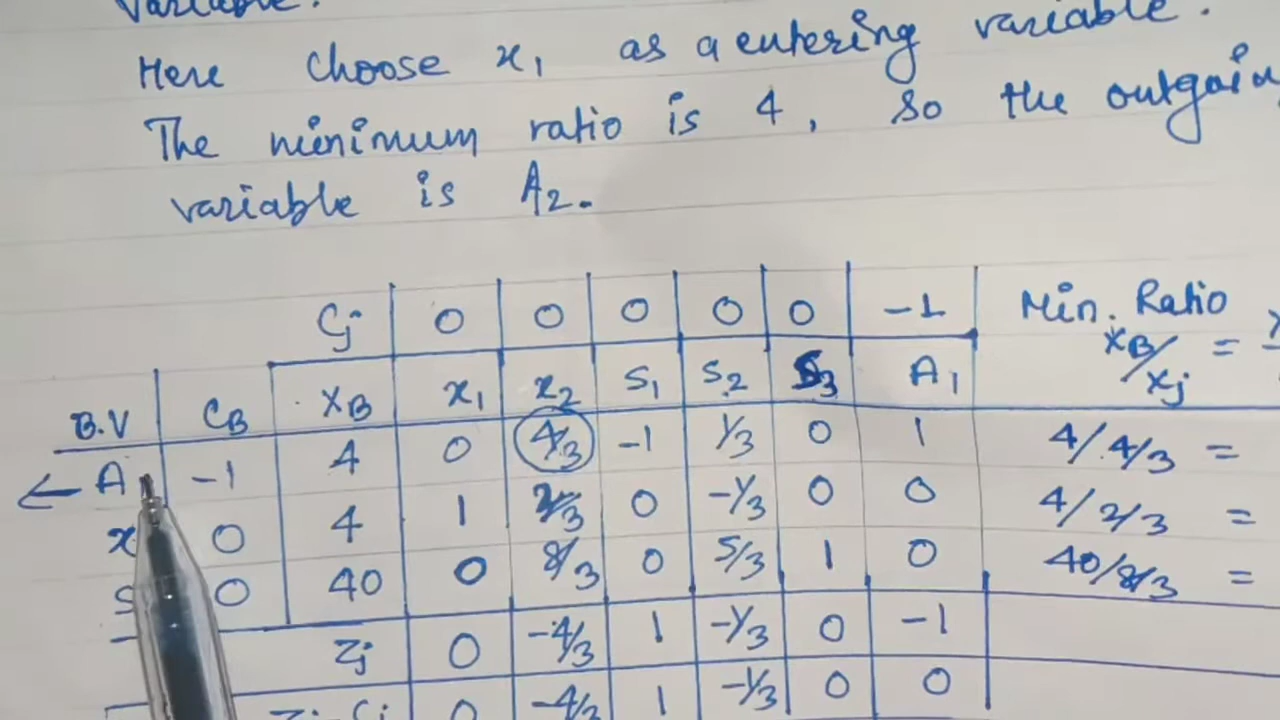 variable.
Here choose x₁ as a entering variable.
The minimum ratio is 4, so the outgoin
variable is A₂.
Cj 0 0 0 0 0 -1 Min. Ratio
B.V CB XB x₁ x₂ S₁ S₂ S₃ A₁ XB/Xj =
← A -1 4 0 4/3 -1 1/3 0 1 4/4/3 =
x 0 4 1 2/3 0 -1/3 0 0 4/2/3 =
S 0 40 0 8/3 0 5/3 1 0 40/8/3 =
Zj 0 -4/3 1 -1/3 0 -1
Zj-Cj 0 -4/3 1 -1/3 0 0